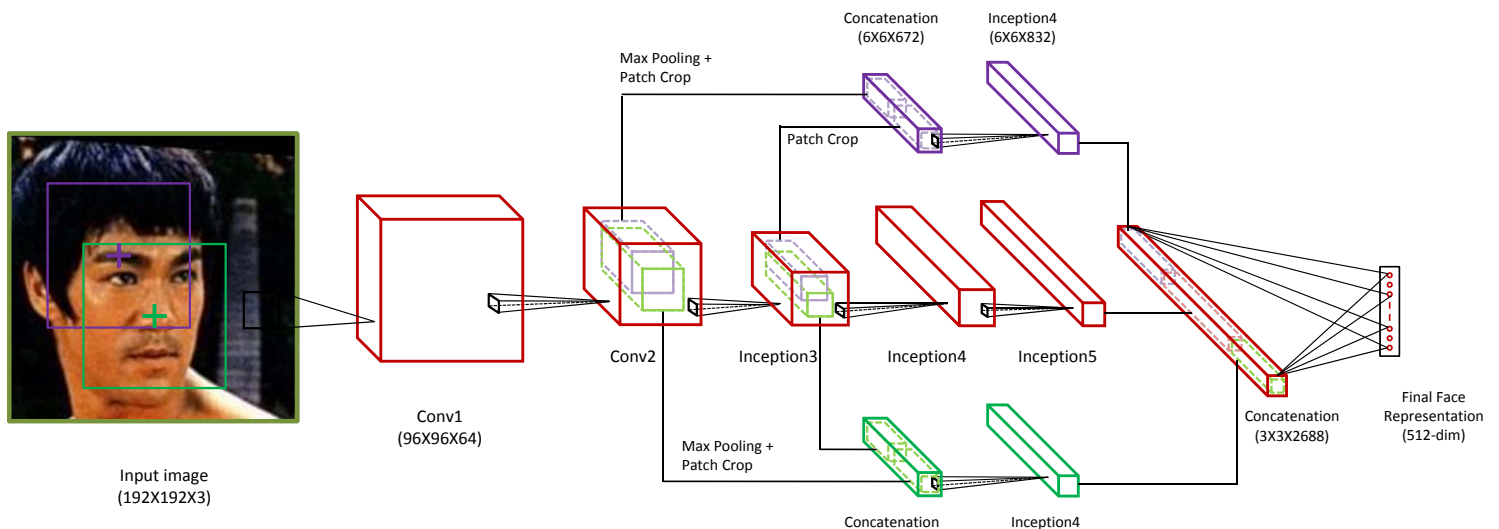 Concatenation
(6X6X672)
Inception4
(6X6X832)
Max Pooling +
Patch Crop
Patch Crop
Conv2
Inception3
Inception4
Inception5
Conv1
(96X96X64)
Max Pooling +
Patch Crop
Concatenation
(3X3X2688)
Final Face
Representation
(512-dim)
Input image
(192X192X3)
Concatenation
Inception4